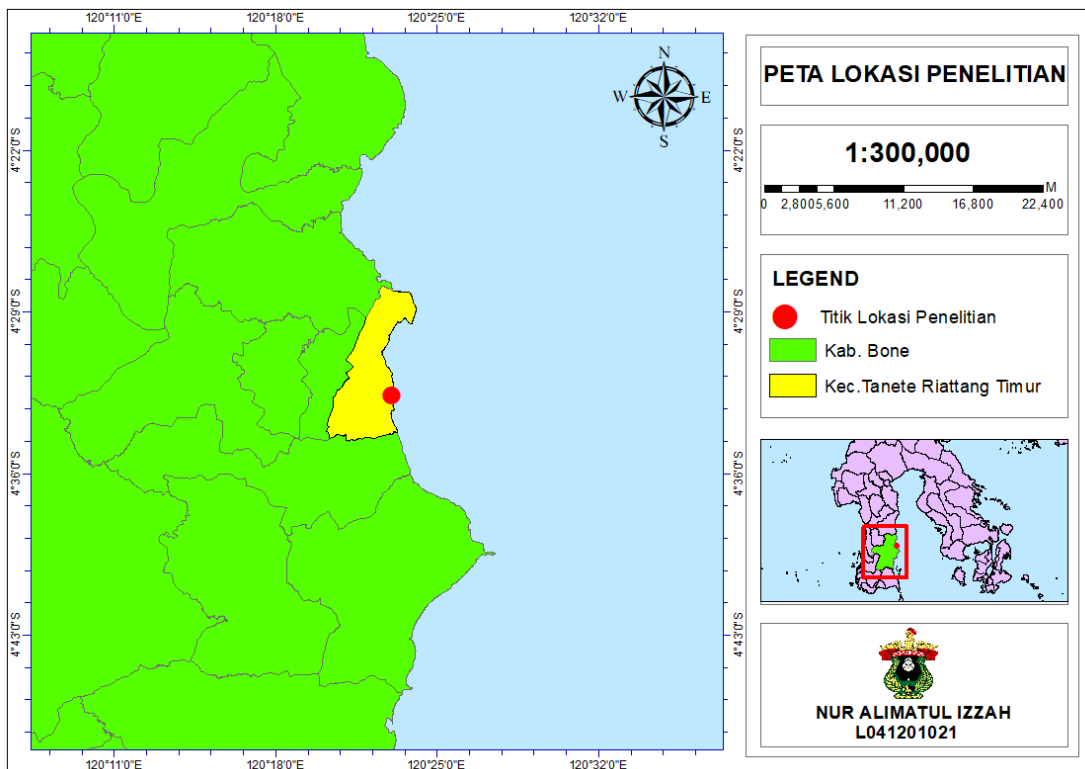 120°11'0"E 120°18'0"E 120°25'0"E 120°32'0"E
4°22'0"S
4°29'0"S
4°36'0"S
4°43'0"S
N
W E
S
4°22'0"S
4°29'0"S
4°36'0"S
4°43'0"S
120°11'0"E 120°18'0"E 120°25'0"E 120°32'0"E
PETA LOKASI PENELITIAN
1:300,000
M
0 2,800 5,600 11,200 16,800 22,400
LEGEND
Titik Lokasi Penelitian
Kab. Bone
Kec.Tanete Riattang Timur
NUR ALIMATUL IZZAH
L041201021